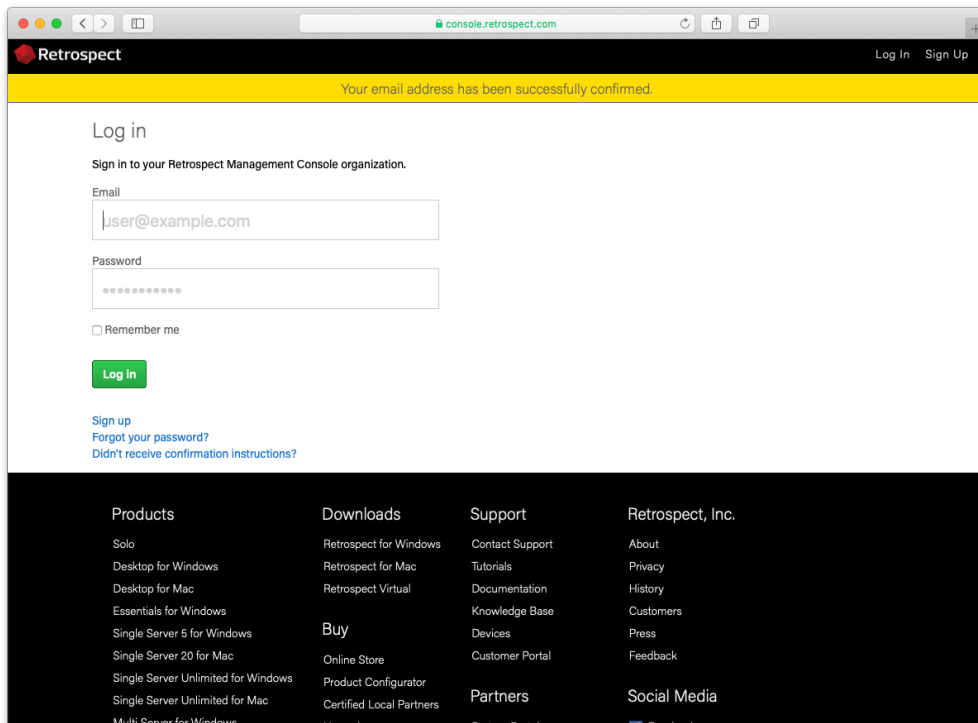 console.retrospect.com
Retrospect
Log In Sign Up
Your email address has been successfully confirmed.
Log in
Sign in to your Retrospect Management Console organization.
Email
user@example.com
Password
Remember me
Log in
Sign up
Forgot your password?
Didn't receive confirmation instructions?
Products
Solo
Desktop for Windows
Desktop for Mac
Essentials for Windows
Single Server 5 for Windows
Single Server 20 for Mac
Single Server Unlimited for Windows
Single Server Unlimited for Mac
Multi Server for Windows
Downloads
Retrospect for Windows
Retrospect for Mac
Retrospect Virtual
Buy
Online Store
Product Configurator
Certified Local Partners
Support
Contact Support
Tutorials
Documentation
Knowledge Base
Devices
Customer Portal
Partners
Retrospect, Inc.
About
Privacy
History
Customers
Press
Feedback
Social Media